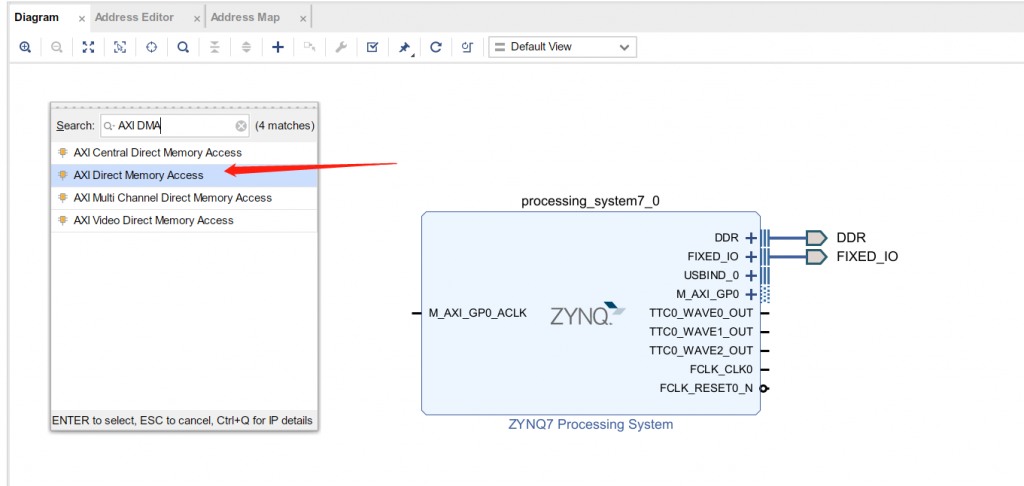 Diagram × Address Editor × Address Map ×
Default View
Search: AXI DMA (4 matches)
AXI Central Direct Memory Access
AXI Direct Memory Access
AXI Multi Channel Direct Memory Access
AXI Video Direct Memory Access
ENTER to select, ESC to cancel, Ctrl+Q for IP details
processing_system7_0
DDR
FIXED_IO
USBIND_0
M_AXI_GP0
M_AXI_GP0_ACLK
ZYNQ
TTC0_WAVE0_OUT
TTC0_WAVE1_OUT
TTC0_WAVE2_OUT
FCLK_CLK0
FCLK_RESET0_N
ZYNQ7 Processing System
DDR
FIXED_IO